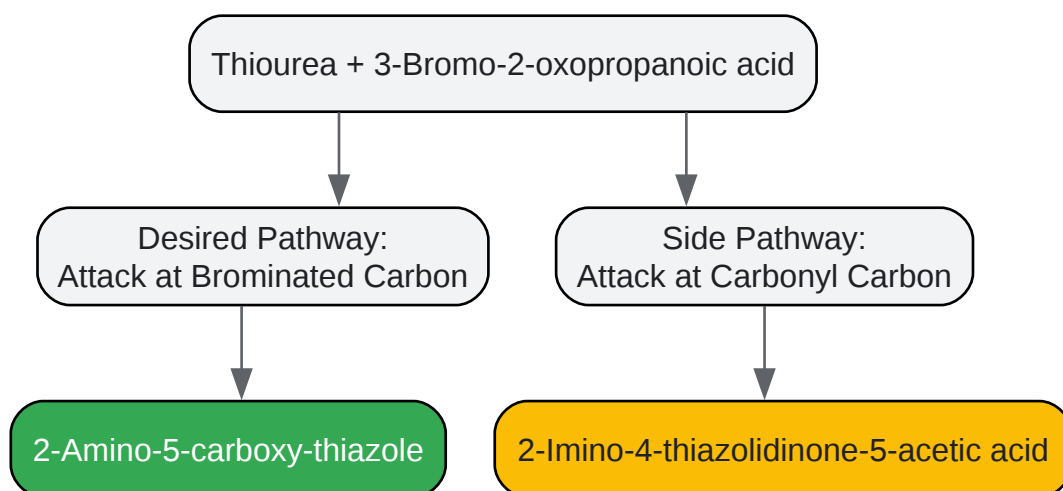 Thiourea + 3-Bromo-2-oxopropanoic acid
Desired Pathway:
Attack at Brominated Carbon
Side Pathway:
Attack at Carbonyl Carbon
2-Amino-5-carboxy-thiazole
2-Imino-4-thiazolidinone-5-acetic acid